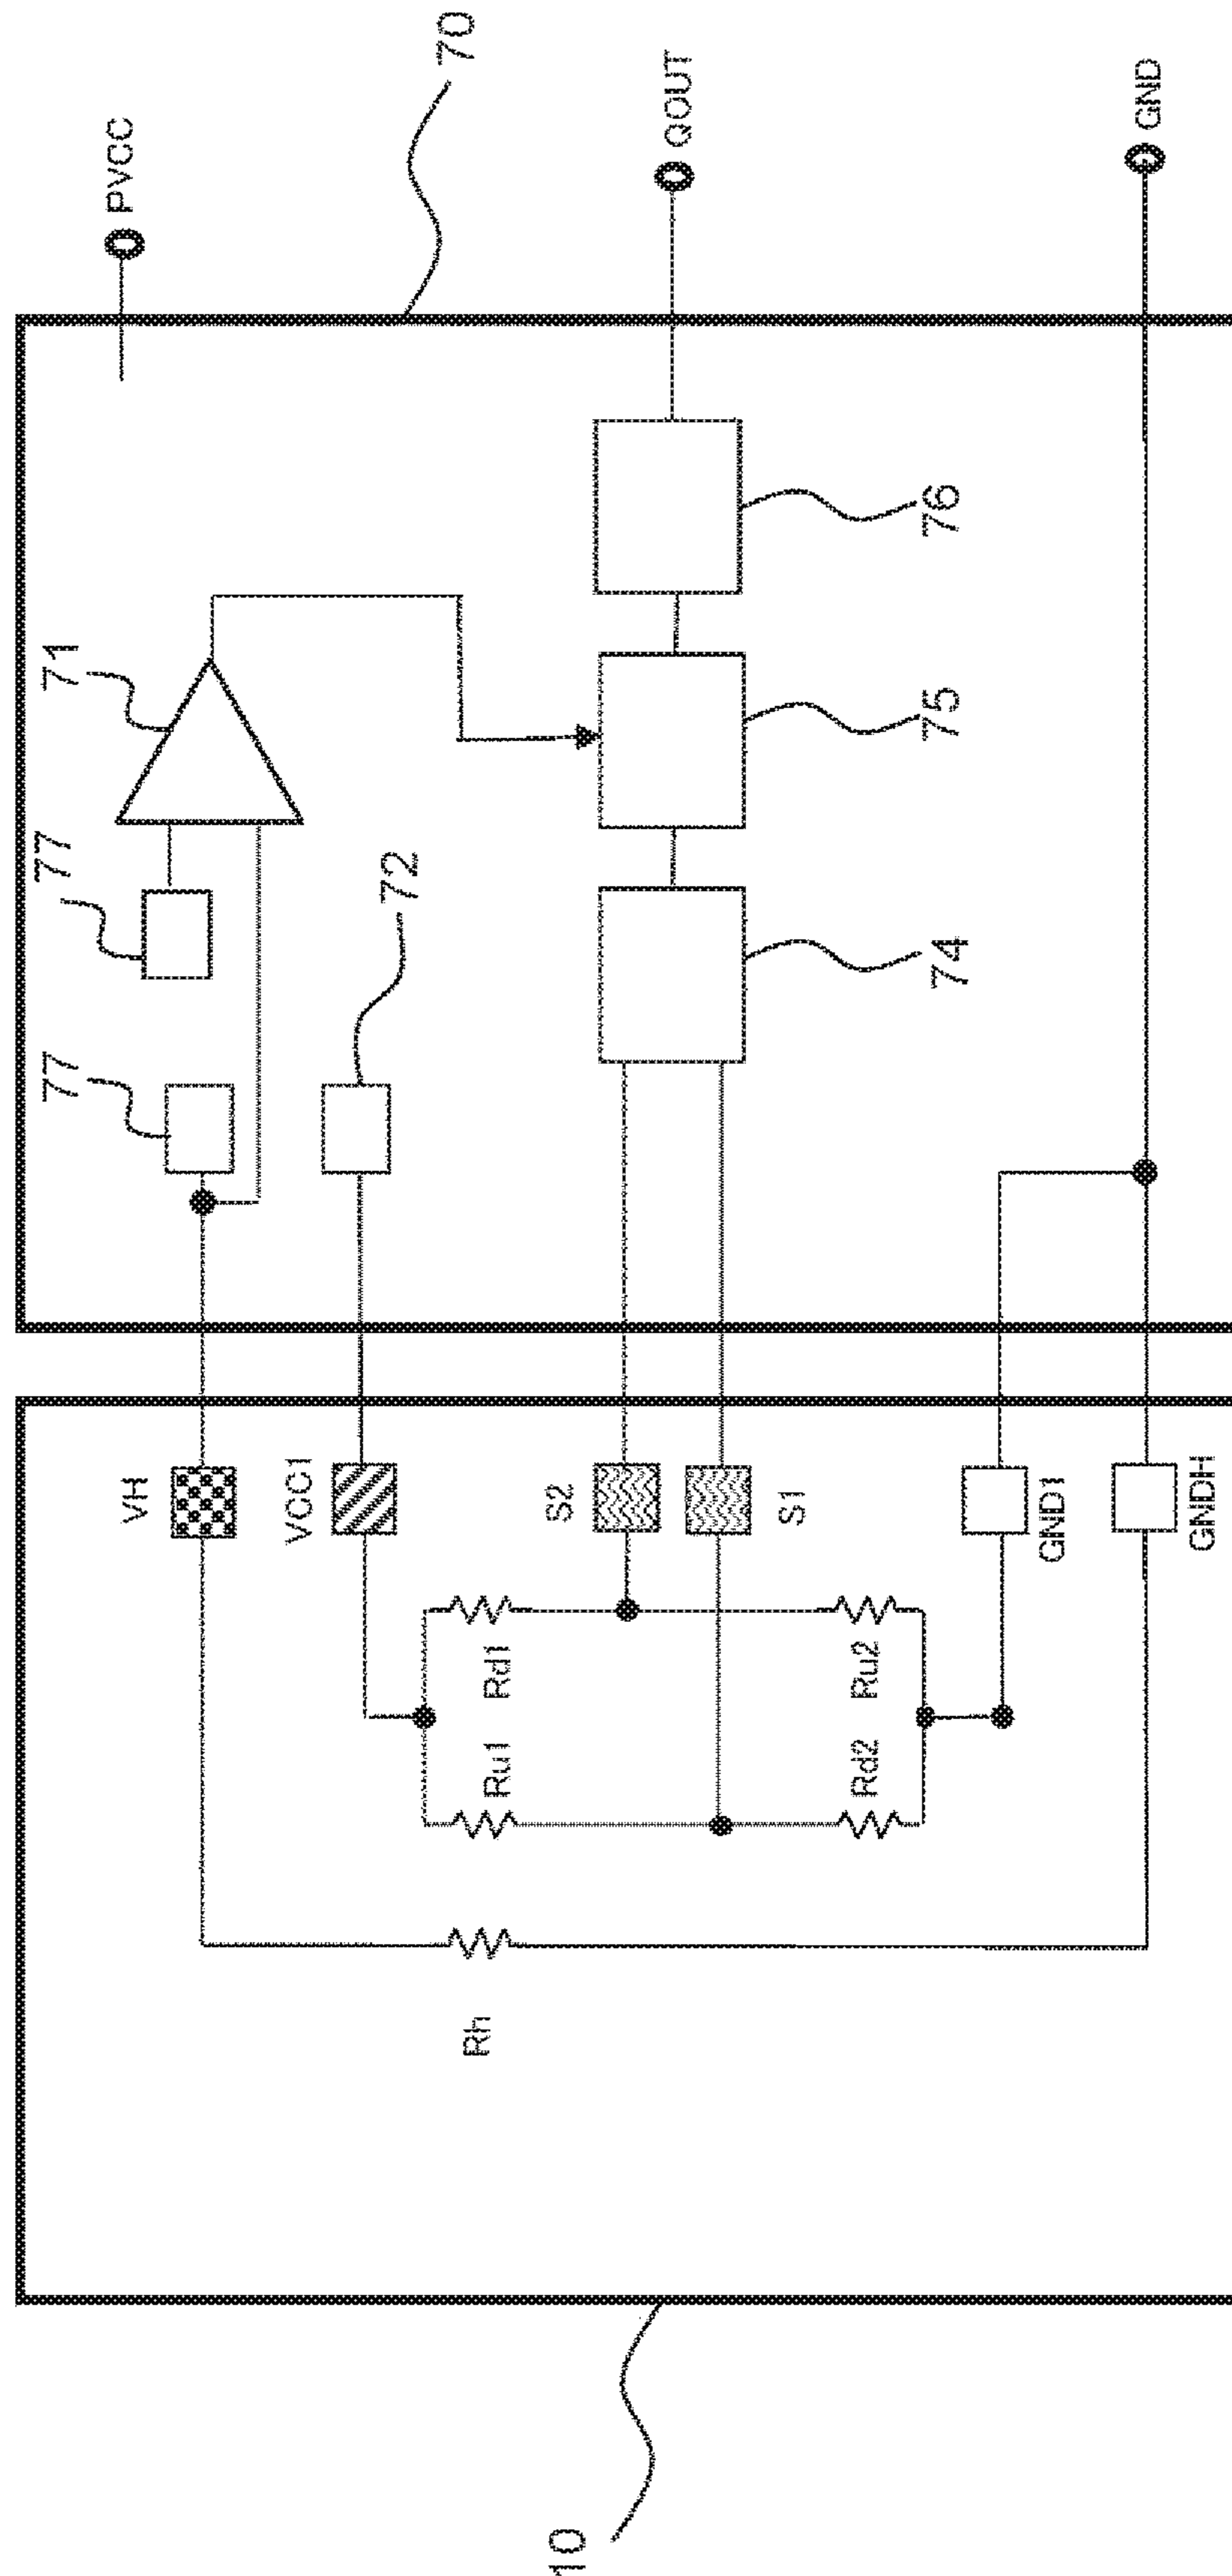 70
PVCC
QOUT
GND
71
77
77
72
76
75
74
VH
VCC1
S2
S1
GND1
GNDH
Rd1
Ru1
Ru2
Rd2
Rh
10